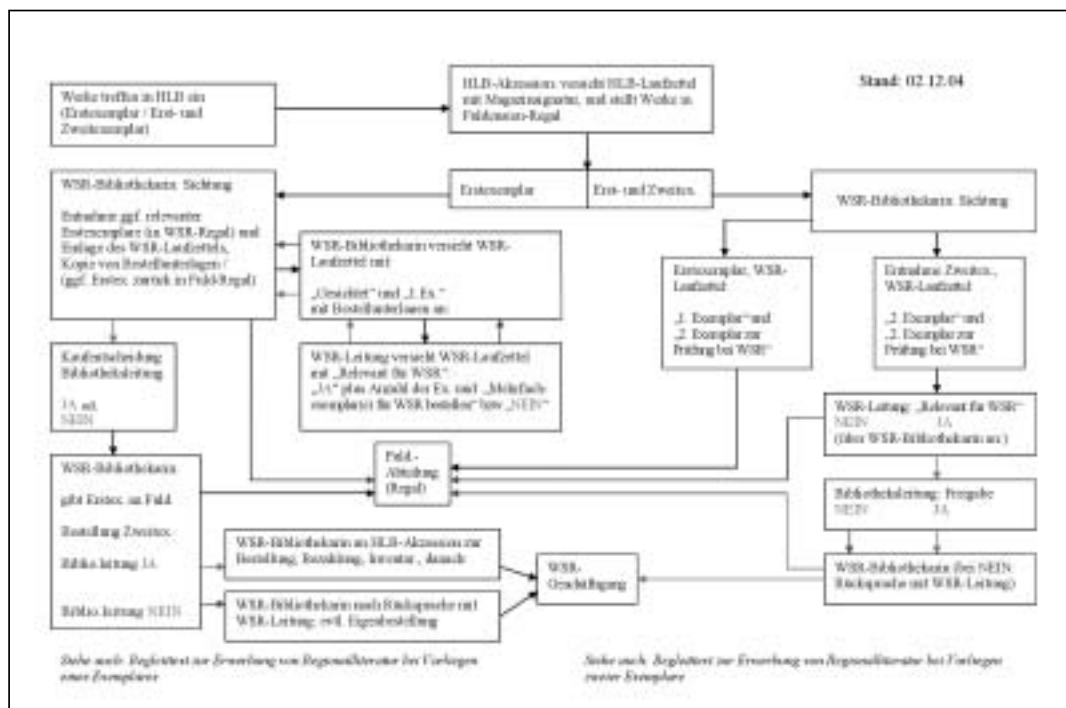 Stand: 02.12.04
Werke treffen in HLB ein
(Erstexemplar / Erst- und
Zweitexemplar)
HLB-Akzession: versieht HLB-Laufzettel
mit Magazinsignatur, und stellt Werke in
Fuldensien-Regal
Erstexemplar
Erst- und Zweitex.
WSR-Bibliothekarin: Sichtung
Entnahme ggf. relevanter
Erstexemplare (in WSR-Regal) und
Einlage des WSR-Laufzettels,
Kopie von Bestellunterlagen /
(ggf. Erstex. zurück in Fuld-Regal)
WSR-Bibliothekarin versieht WSR-
Laufzettel mit:
„Gesichtet“ und „1. Ex.“
mit Bestellunterlagen an:
WSR-Leitung versieht WSR-Laufzettel
mit „Relevant für WSR“:
„JA“ plus Anzahl der Ex. und „Mehrfach-
exemplar(e) für WSR bestellen“ bzw. „NEIN“
Kaufentscheidung
Bibliotheksleitung
JA od.
NEIN
WSR-Bibliothekarin
gibt Erstex. an Fuld.
Bestellung Zweitex.
Biblio.leitung JA
Biblio.leitung NEIN
WSR-Bibliothekarin an HLB-Akzession zur
Bestellung, Bezahlung, Inventar., danach:
WSR-Bibliothekarin nach Rücksprache mit
WSR-Leitung: evtl. Eigenbestellung
Fuld.-
Abteilung
(Regal)
WSR-
Geschäftsgang
WSR-Bibliothekarin: Sichtung
Erstexemplar, WSR-
Laufzettel:
„1. Exemplar“ und
„2. Exemplar zur
Prüfung bei WSR“
Entnahme Zweitex.,
WSR-Laufzettel:
„2. Exemplar“ und
„2. Exemplar zur
Prüfung bei WSR“
WSR-Leitung: „Relevant für WSR“
NEIN JA
(über WSR-Bibliothekarin an:)
Bibliotheksleitung: Freigabe
NEIN JA
WSR-Bibliothekarin (bei NEIN:
Rücksprache mit WSR-Leitung)
Siehe auch: Begleittext zur Erwerbung von Regionalliteratur bei Vorliegen
eines Exemplares
Siehe auch: Begleittext zur Erwerbung von Regionalliteratur bei Vorliegen
zweier Exemplare